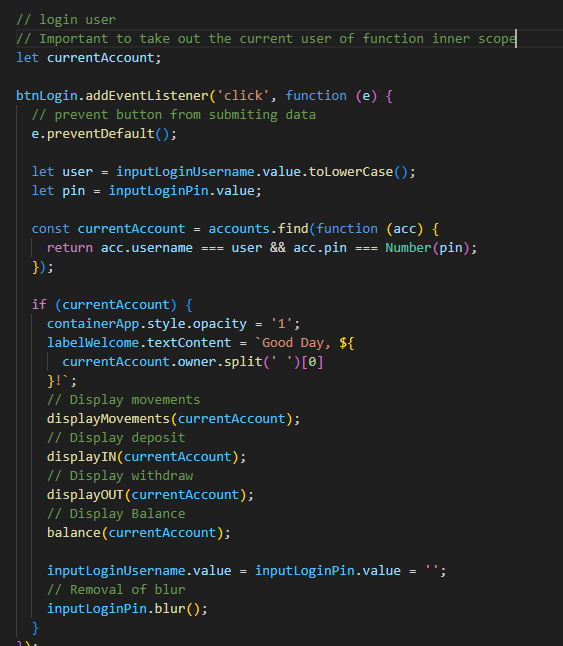 // login user
// Important to take out the current user of function inner scope
let currentAccount;
btnLogin.addEventListener('click', function (e) {
// prevent button from submiting data
e.preventDefault();
let user = inputLoginUsername.value.toLowerCase();
let pin = inputLoginPin.value;
const currentAccount = accounts.find(function (acc) {
return acc.username === user && acc.pin === Number(pin);
});
if (currentAccount) {
containerApp.style.opacity = '1';
labelWelcome.textContent = `Good Day, ${
currentAccount.owner.split(' ')[0]
}!`;
// Display movements
displayMovements(currentAccount);
// Display deposit
displayIN(currentAccount);
// Display withdraw
displayOUT(currentAccount);
// Display Balance
balance(currentAccount);
inputLoginUsername.value = inputLoginPin.value = '';
// Removal of blur
inputLoginPin.blur();
}
});